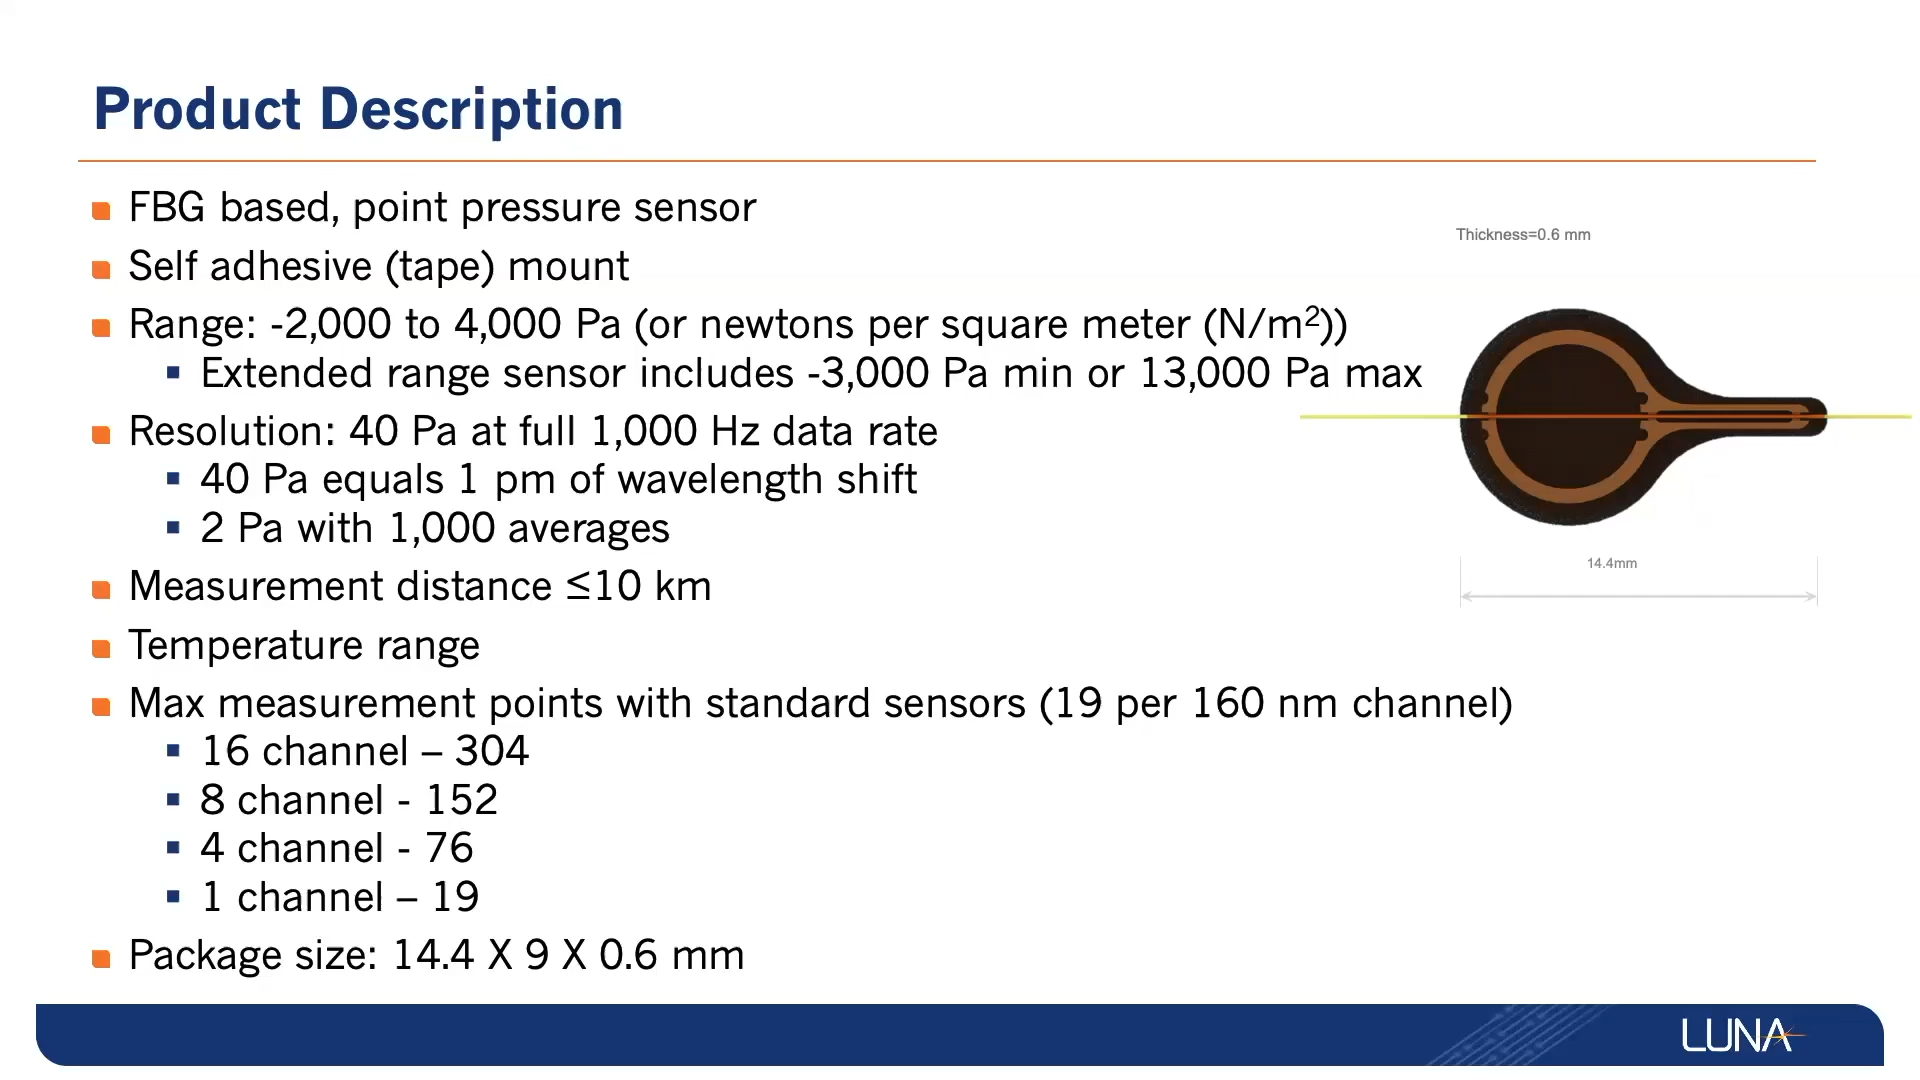 Product Description
FBG based, point pressure sensor
Self adhesive (tape) mount
Range: -2,000 to 4,000 Pa (or newtons per square meter (N/m²))
Extended range sensor includes -3,000 Pa min or 13,000 Pa max
Resolution: 40 Pa at full 1,000 Hz data rate
40 Pa equals 1 pm of wavelength shift
2 Pa with 1,000 averages
Measurement distance ≤10 km
Temperature range
Max measurement points with standard sensors (19 per 160 nm channel)
16 channel – 304
8 channel - 152
4 channel - 76
1 channel – 19
Package size: 14.4 X 9 X 0.6 mm
Thickness=0.6 mm
14.4mm
LUNA